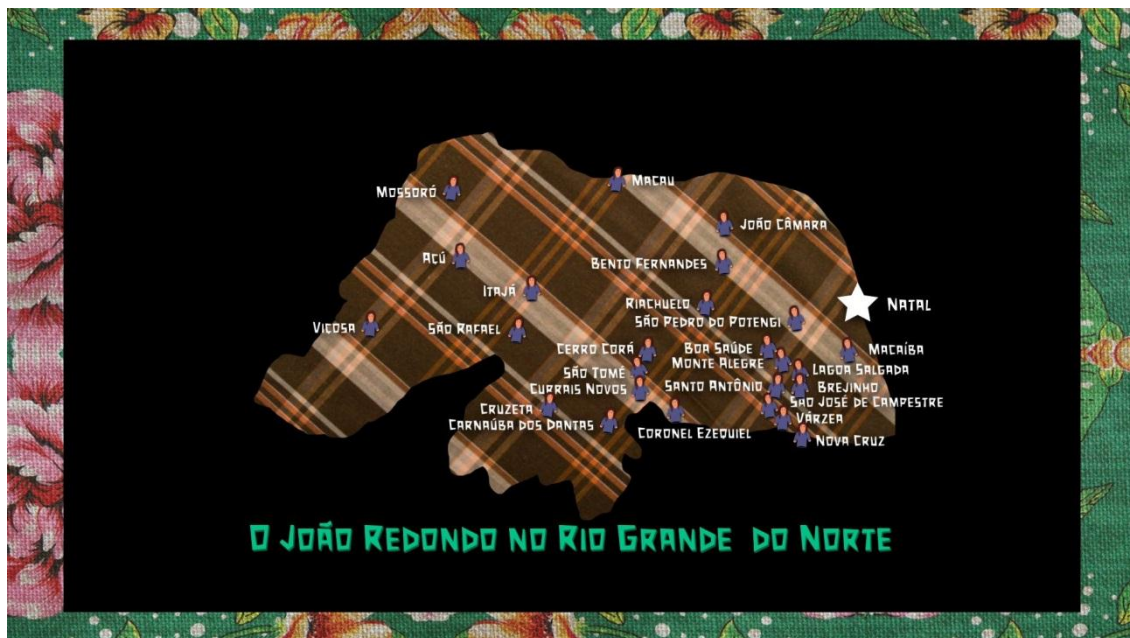 Mossoró
Macau
João Câmara
Açú
Bento Fernandes
Itajá
Riachuelo
Natal
São Pedro do Potengi
Viçosa
São Rafael
Cerro Corá
Boa Saúde
Macaíba
Monte Alegre
São Tomé
Lagoa Salgada
Currais Novos
Santo Antônio
Brejinho
São José de Campestre
Cruzeta
Várzea
Carnaúba dos Dantas
Coronel Ezequiel
Nova Cruz
O João Redondo no Rio Grande do Norte